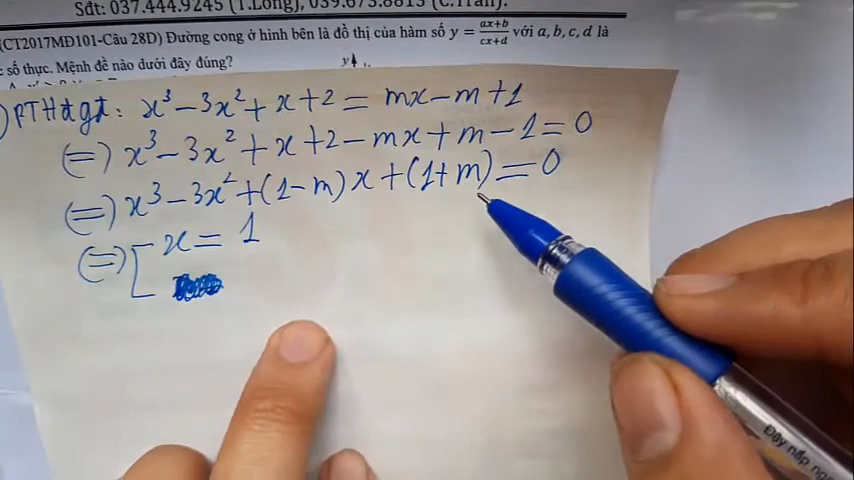 Sđt: 037.444.9245 (T.Long), 039.673.8815 (C.Trân).
(CT2017MĐ101-Câu 28D) Đường cong ở hình bên là đồ thị của hàm số y = ax+b/cx+d với a, b, c, d là
số thực. Mệnh đề nào dưới đây đúng?
y
) PTHđgđ: x³ - 3x² + x + 2 = mx - m + 1
(=) x³ - 3x² + x + 2 - mx + m - 1 = 0
(=) x³ - 3x² + (1 - m) x + (1 + m) = 0
(=) [ x = 1
Đậy nắp